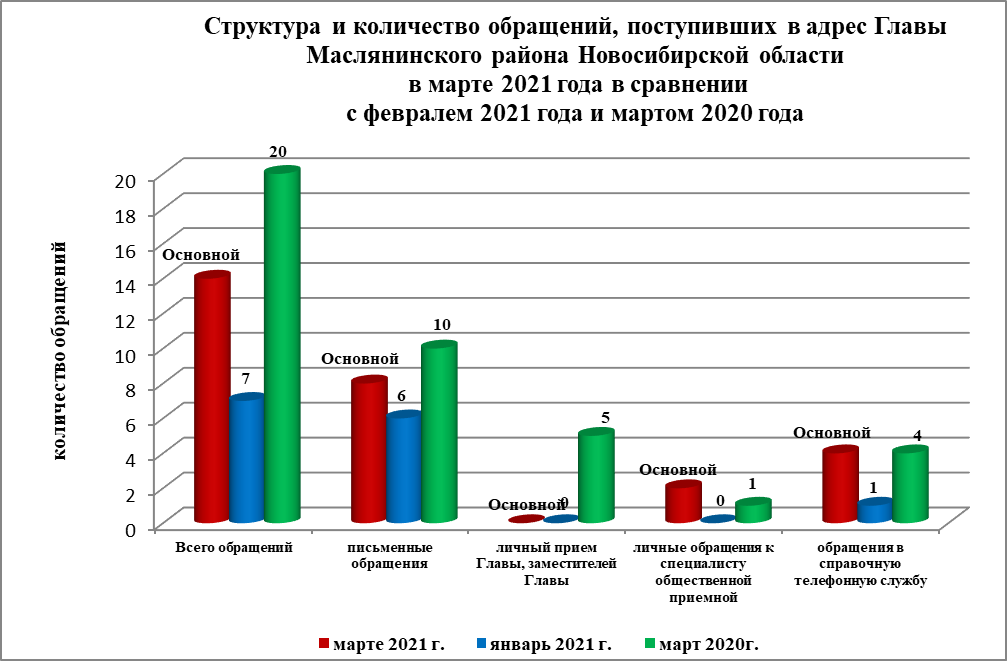 Структура и количество обращений, поступивших в адрес Главы
Маслянинского района Новосибирской области
в марте 2021 года в сравнении
с февралем 2021 года и мартом 2020 года
количество обращений
20
18
16
14
12
10
8
6
4
2
0
Основной
7
20
Основной
6
10
Основной
0
5
Основной
0
1
Основной
1
4
Всего обращений
письменные
обращения
личный прием
Главы, заместителей
Главы
личные обращения к
специалисту
общественной
приемной
обращения в
справочную
телефонную службу
марте 2021 г.
январь 2021 г.
март 2020г.